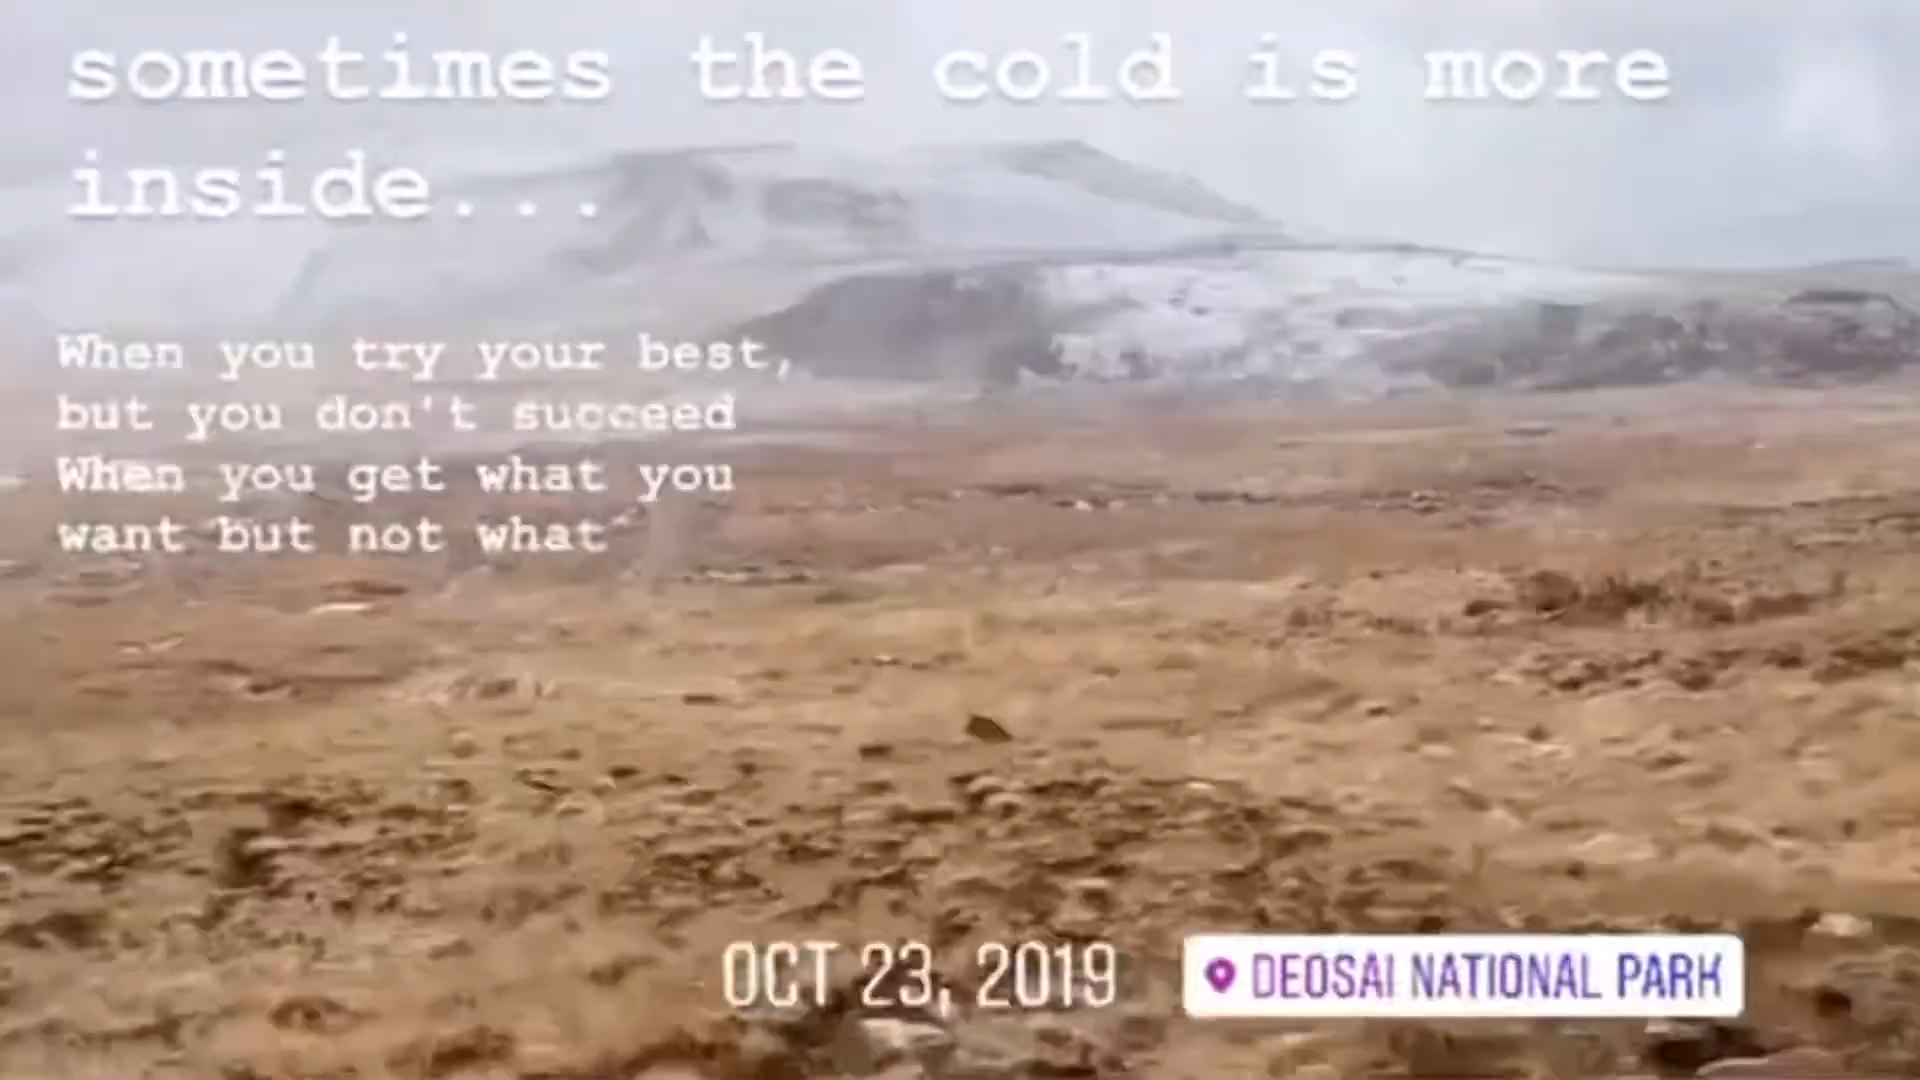 sometimes the cold is more
inside...
When you try your best,
but you don't succeed
When you get what you
want but not what
OCT 23, 2019
DEOSAI NATIONAL PARK